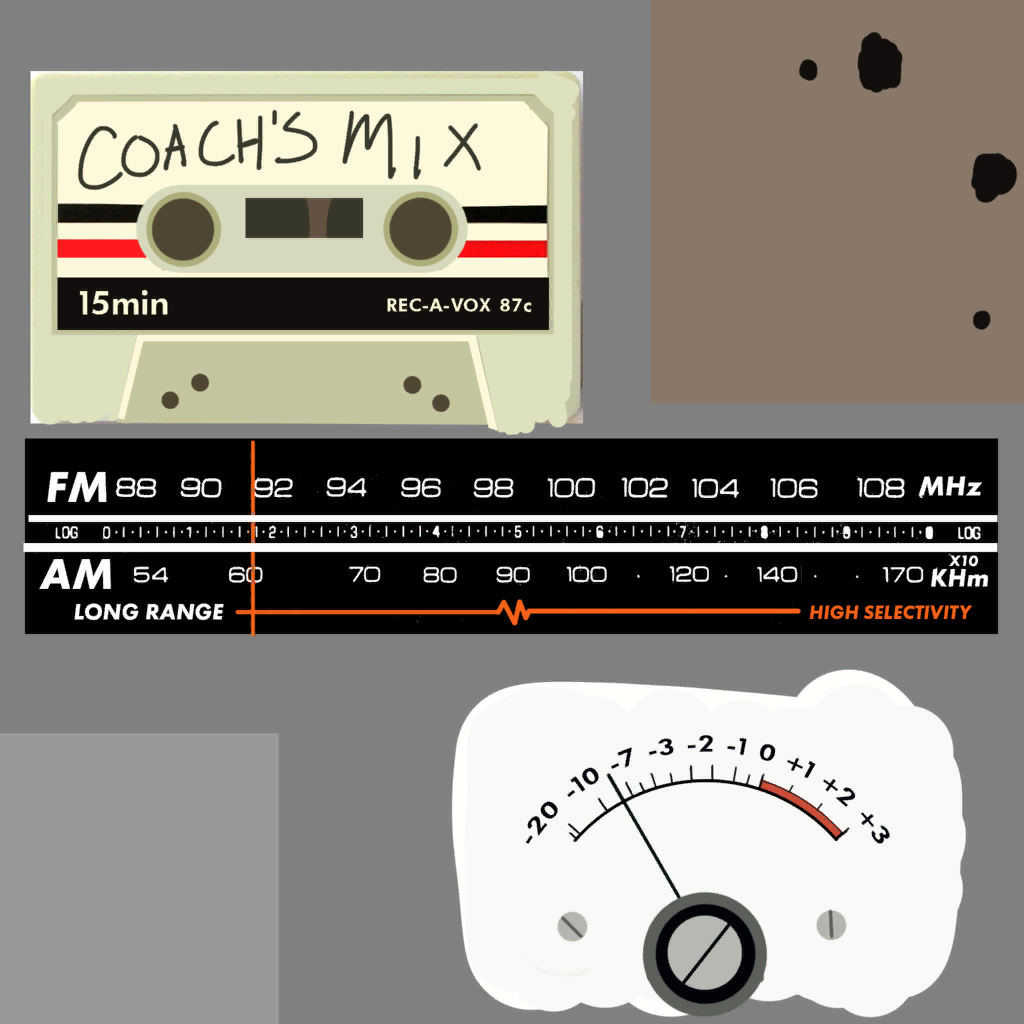 COACH'S MIX
15min REC-A-VOX 87c
FM 88 90 92 94 96 98 100 102 104 106 108 MHz
LOG 0 1 2 3 4 5 6 7 8 9 0 LOG
AM 54 60 70 80 90 100 120 140 170 X10 KHm
LONG RANGE HIGH SELECTIVITY
-20 -10 -7 -3 -2 -1 0 +1 +2 +3